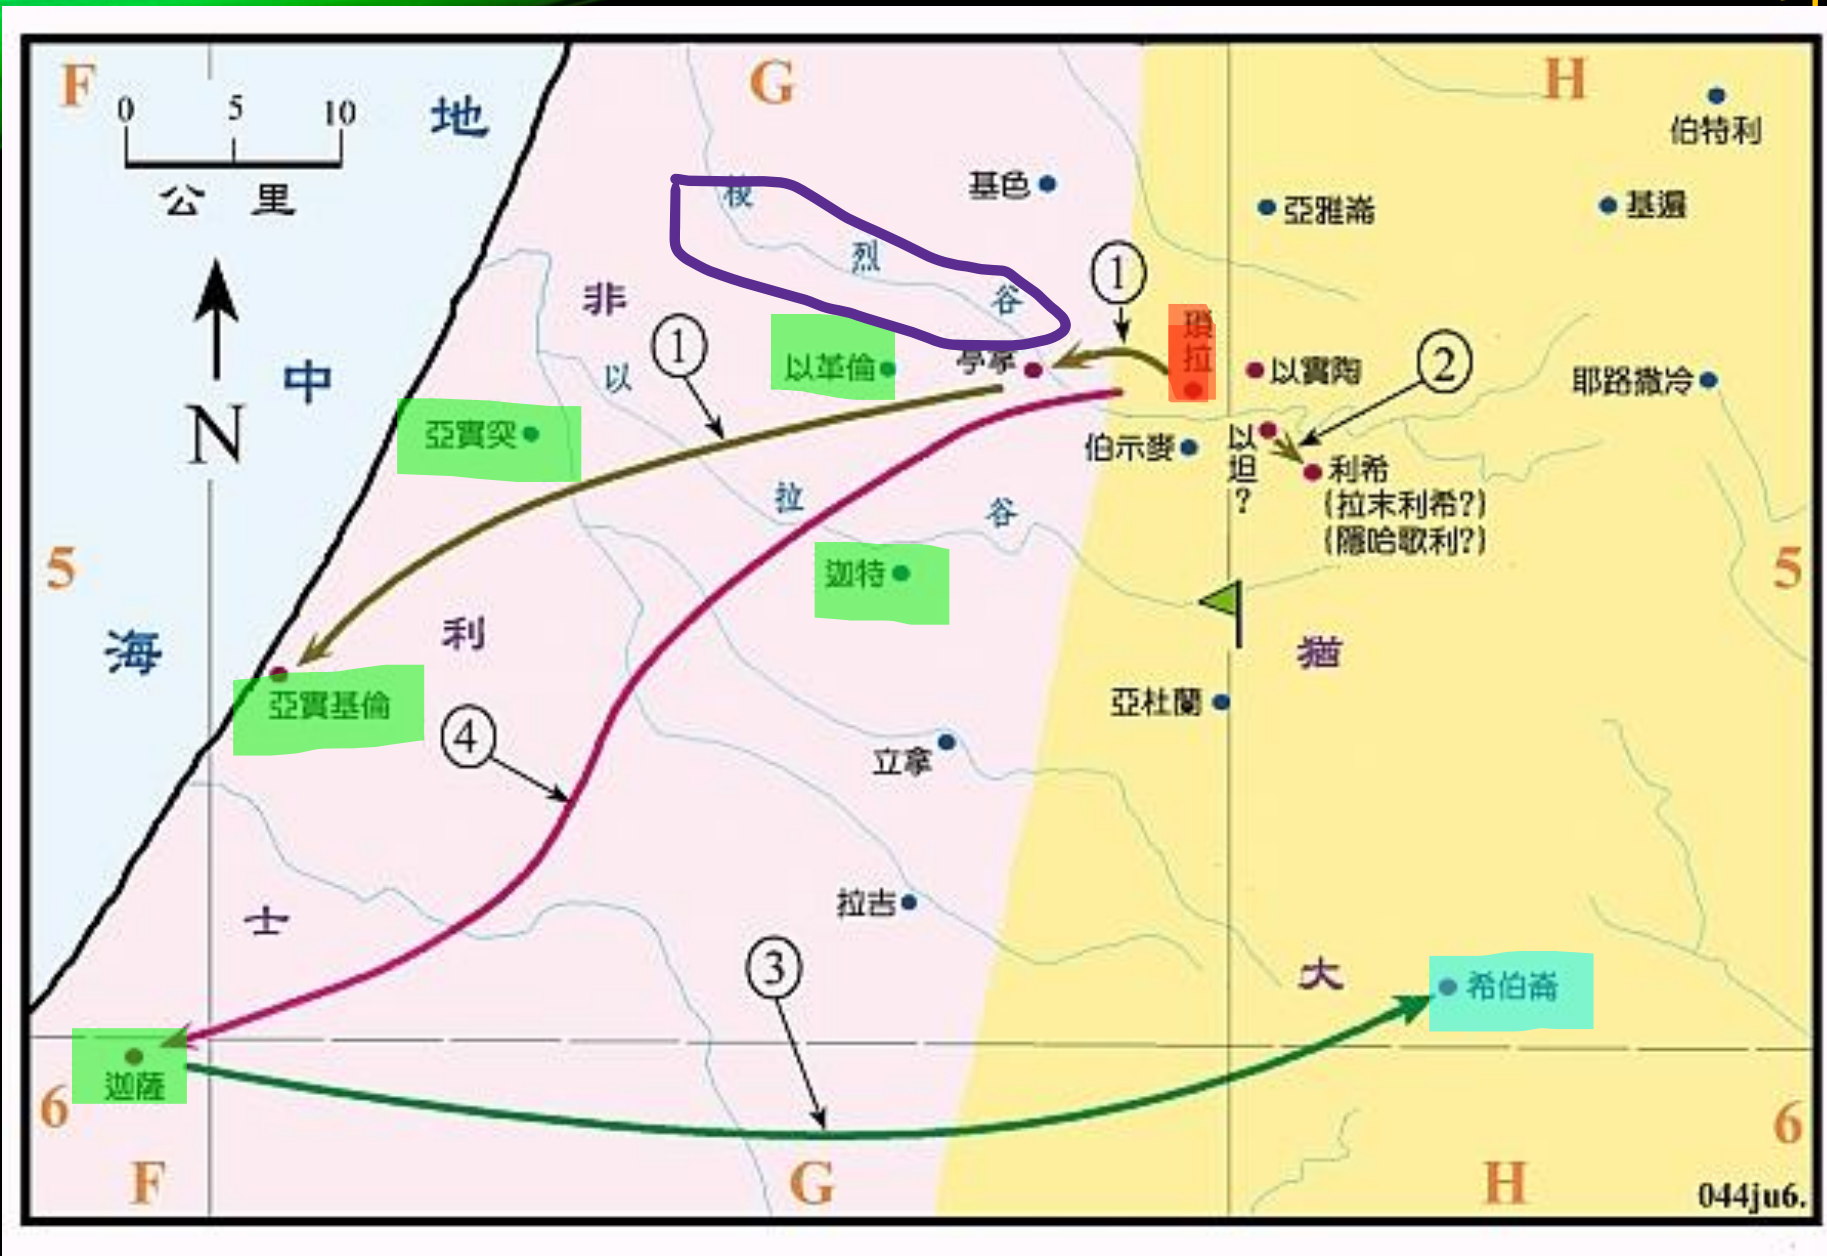 F
G
H
0 5 10
公里
地
中
海
N
伯特利
基色
亞雅崙
基遍
梭烈谷
非
利
士
①
①
②
瑣拉
以革倫
亭拿
以實陶
耶路撒冷
亞實突
以拉谷
伯示麥
以坦?
利希
(拉末利希?)
(隱哈歌利?)
迦特
5
5
猶
大
亞實基倫
亞杜蘭
④
立拿
拉吉
③
希伯崙
迦薩
6
6
F
G
H
044ju6.